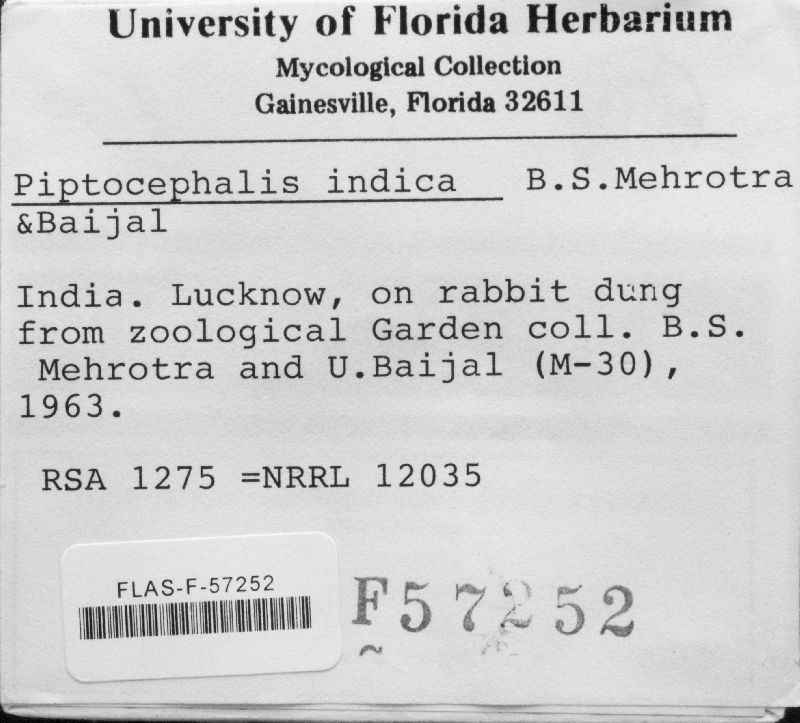 University of Florida Herbarium
Mycological Collection
Gainesville, Florida 32611
Piptocephalis indica B.S.Mehrotra
&Baijal
India. Lucknow, on rabbit dung
from zoological Garden coll. B.S.
Mehrotra and U.Baijal (M-30),
1963.
RSA 1275 =NRRL 12035
FLAS-F-57252
F57252